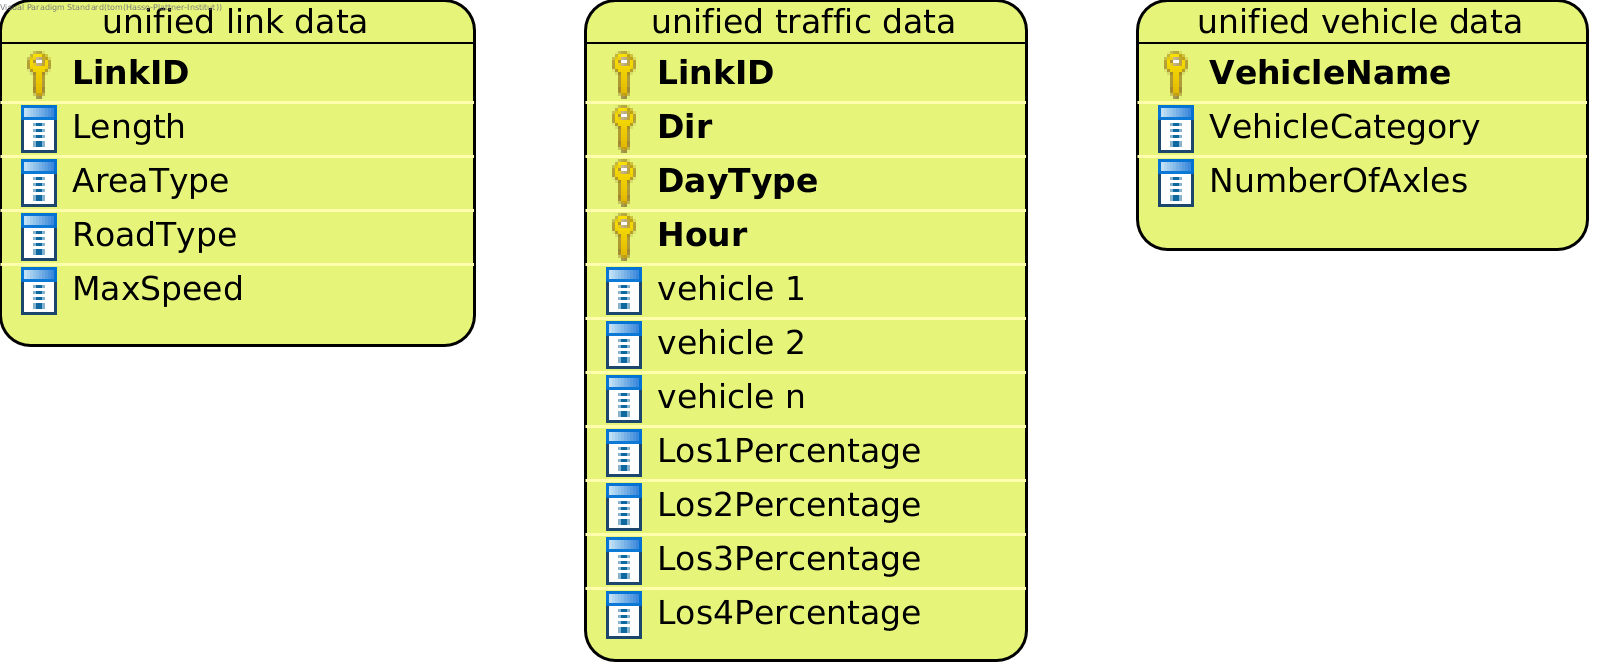 Visual Paradigm Standard(tom(Hasso-Plattner-Institut))
unified link data
LinkID
Length
AreaType
RoadType
MaxSpeed
unified traffic data
LinkID
Dir
DayType
Hour
vehicle 1
vehicle 2
vehicle n
Los1Percentage
Los2Percentage
Los3Percentage
Los4Percentage
unified vehicle data
VehicleName
VehicleCategory
NumberOfAxles